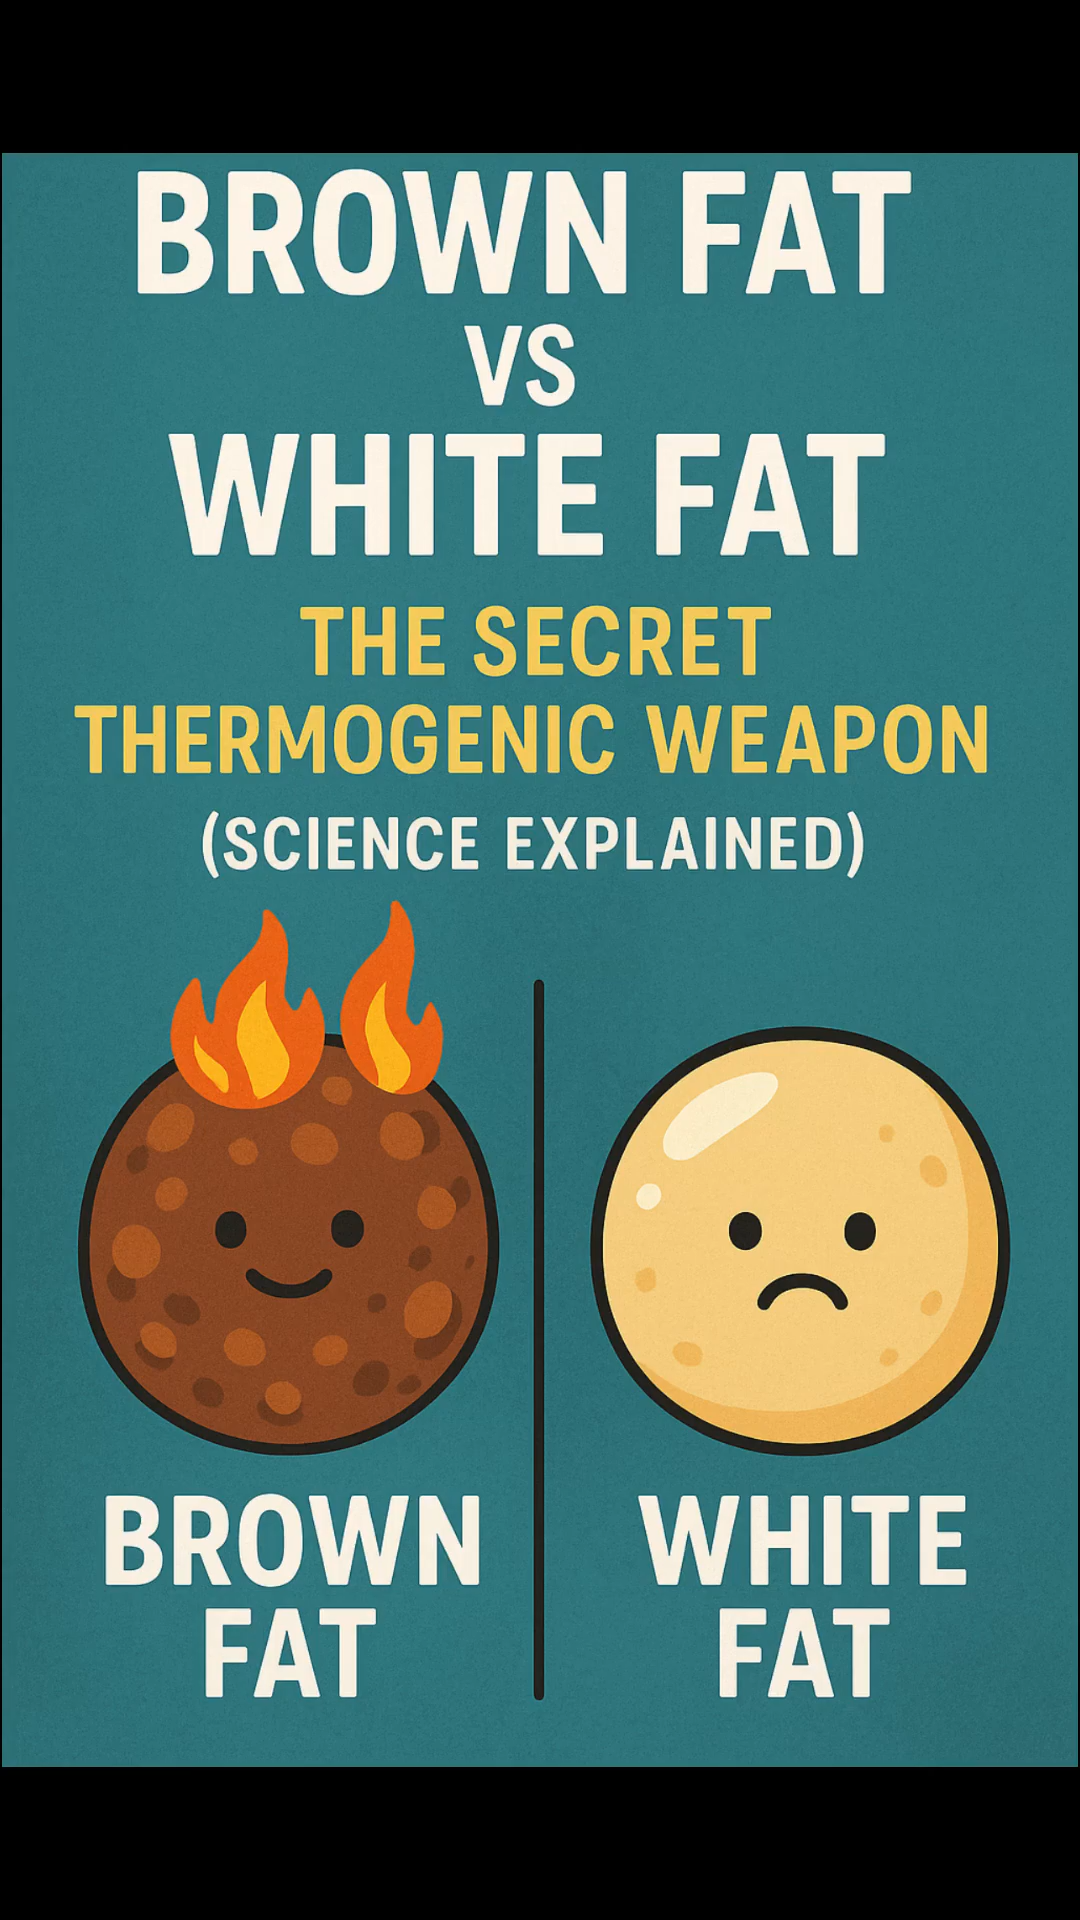 BROWN FAT
VS
WHITE FAT
THE SECRET
THERMOGENIC WEAPON
(SCIENCE EXPLAINED)
BROWN
FAT
WHITE
FAT